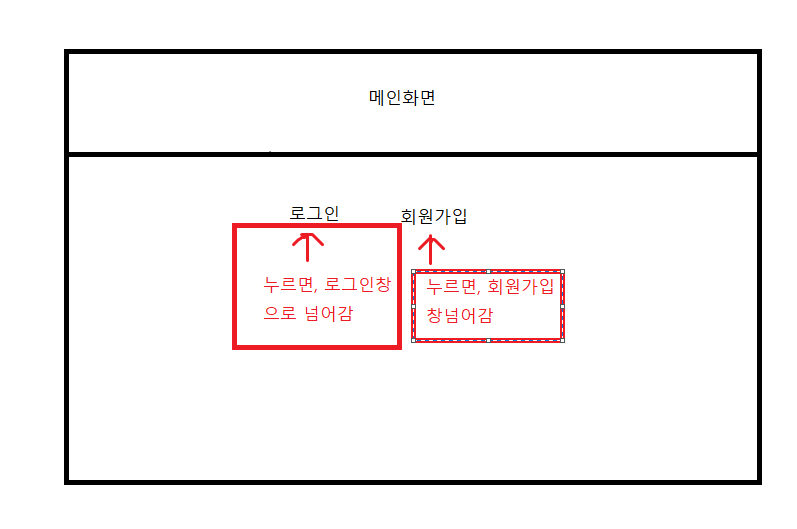 메인화면
로그인
회원가입
누르면, 로그인창
으로 넘어감
누르면, 회원가입
창넘어감